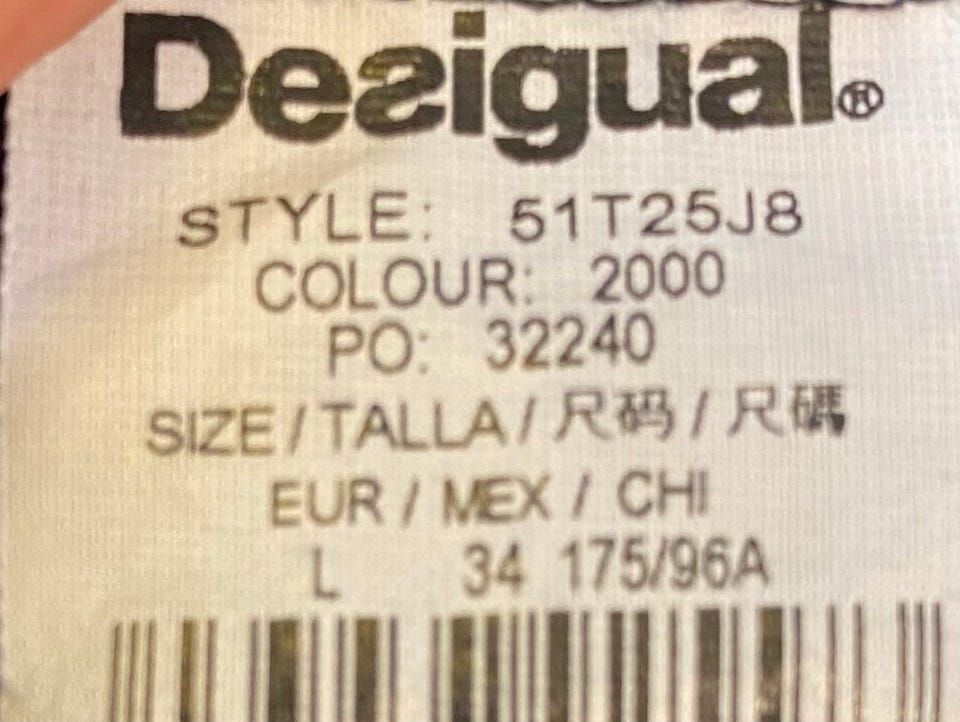 Desigual®
STYLE: 51T25J8
COLOUR: 2000
PO: 32240
SIZE / TALLA / 尺码 / 尺碼
EUR / MEX / CHI
L 34 175/96A